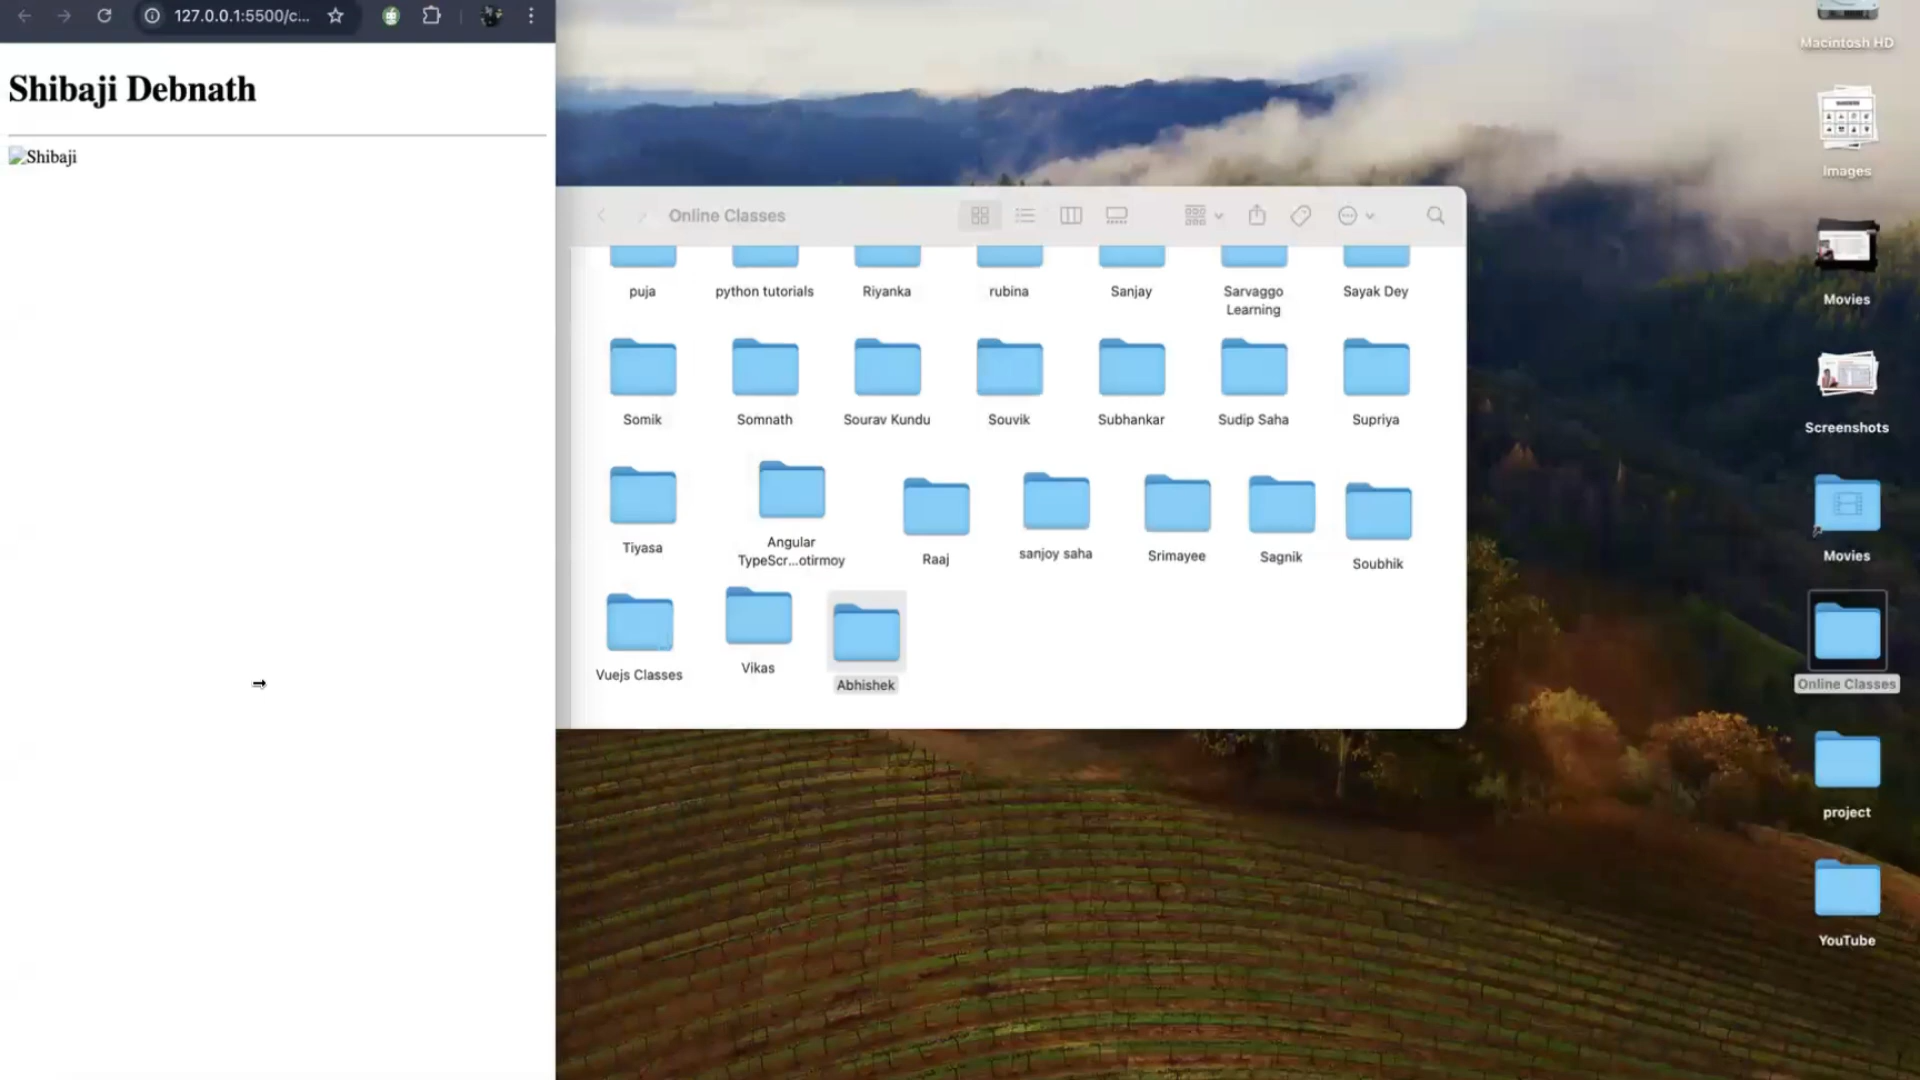 127.0.0.1:5500/c...
Shibaji Debnath
Shibaji
Online Classes
puja
python tutorials
Riyanka
rubina
Sanjay
Sarvaggo
Learning
Sayak Dey
Somik
Somnath
Sourav Kundu
Souvik
Subhankar
Sudip Saha
Supriya
Tiyasa
Angular
TypeScr...otirmoy
Raaj
sanjoy saha
Srimayee
Sagnik
Soubhik
Vuejs Classes
Vikas
Abhishek
Macintosh HD
Images
Movies
Screenshots
Movies
Online Classes
project
YouTube